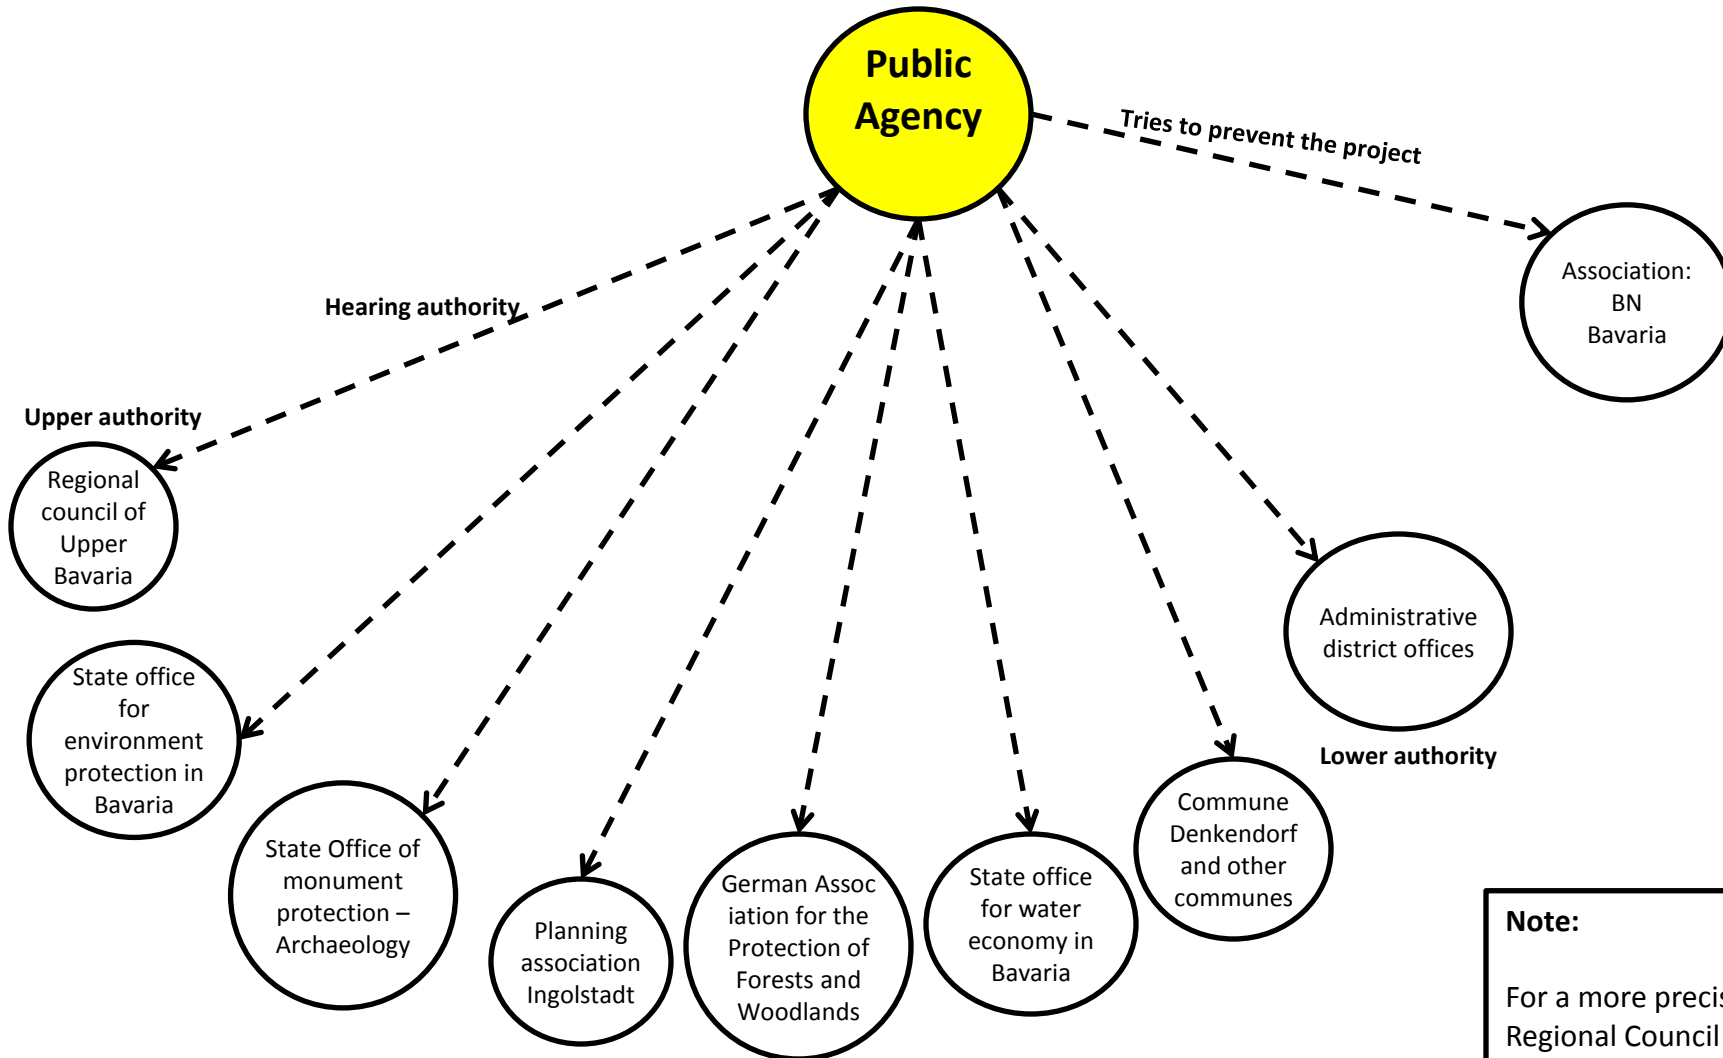 Public
Agency
Tries to prevent the project
Association:
BN
Bavaria
Hearing authority
Upper authority
Regional
council of
Upper
Bavaria
State office
for
environment
protection in
Bavaria
State Office of
monument
protection –
Archaeology
Planning
association
Ingolstadt
German Assoc
iation for the
Protection of
Forests and
Woodlands
State office
for water
economy in
Bavaria
Commune
Denkendorf
and other
communes
Administrative
district offices
Lower authority
Note:
For a more precis
Regional Council